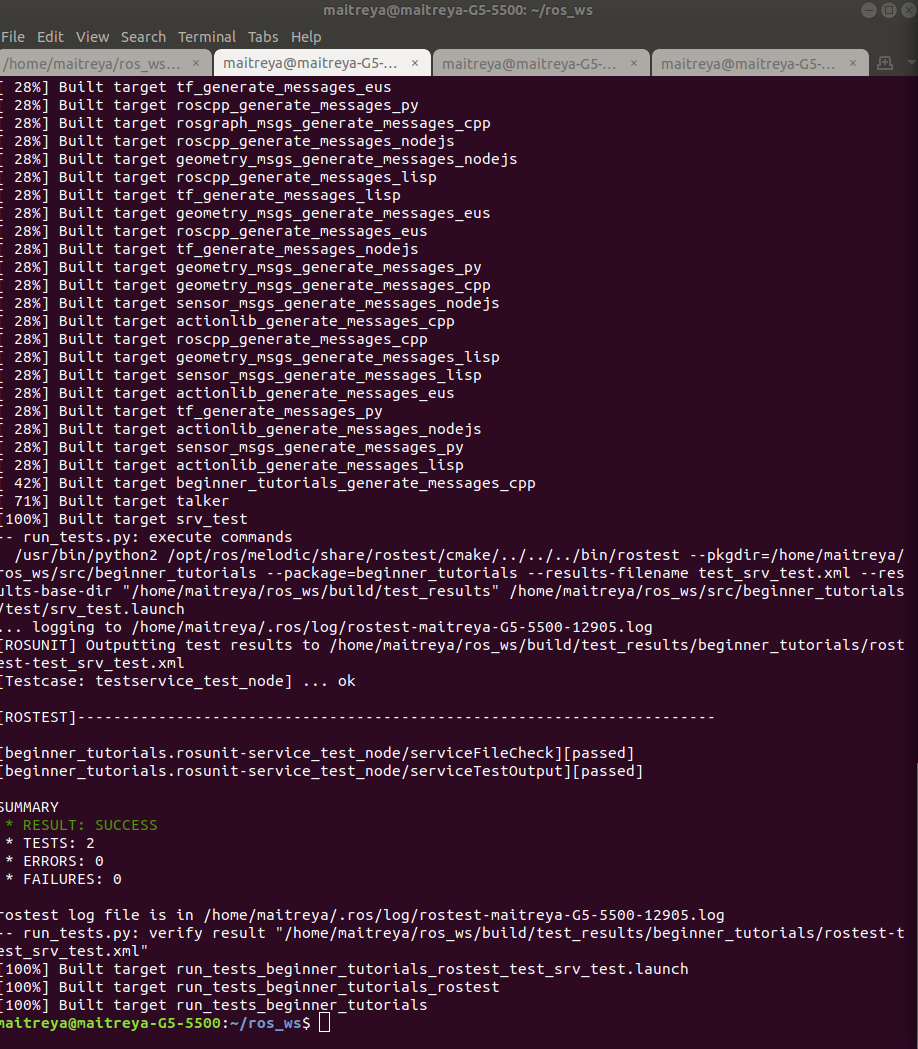 maitreya@maitreya-G5-5500: ~/ros_ws
File Edit View Search Terminal Tabs Help
/home/maitreya/ros_ws... × maitreya@maitreya-G5-... × maitreya@maitreya-G5-... × maitreya@maitreya-G5-... ×
[ 28%] Built target tf_generate_messages_eus
[ 28%] Built target roscpp_generate_messages_py
[ 28%] Built target rosgraph_msgs_generate_messages_cpp
[ 28%] Built target roscpp_generate_messages_nodejs
[ 28%] Built target geometry_msgs_generate_messages_nodejs
[ 28%] Built target roscpp_generate_messages_lisp
[ 28%] Built target tf_generate_messages_lisp
[ 28%] Built target geometry_msgs_generate_messages_eus
[ 28%] Built target roscpp_generate_messages_eus
[ 28%] Built target tf_generate_messages_nodejs
[ 28%] Built target geometry_msgs_generate_messages_py
[ 28%] Built target geometry_msgs_generate_messages_cpp
[ 28%] Built target sensor_msgs_generate_messages_nodejs
[ 28%] Built target actionlib_generate_messages_cpp
[ 28%] Built target roscpp_generate_messages_cpp
[ 28%] Built target geometry_msgs_generate_messages_lisp
[ 28%] Built target sensor_msgs_generate_messages_lisp
[ 28%] Built target actionlib_generate_messages_eus
[ 28%] Built target tf_generate_messages_py
[ 28%] Built target actionlib_generate_messages_nodejs
[ 28%] Built target sensor_msgs_generate_messages_py
[ 28%] Built target actionlib_generate_messages_lisp
[ 42%] Built target beginner_tutorials_generate_messages_cpp
[ 71%] Built target talker
[100%] Built target srv_test
-- run_tests.py: execute commands
/usr/bin/python2 /opt/ros/melodic/share/rostest/cmake/../../../bin/rostest --pkgdir=/home/maitreya/
ros_ws/src/beginner_tutorials --package=beginner_tutorials --results-filename test_srv_test.xml --res
ults-base-dir "/home/maitreya/ros_ws/build/test_results" /home/maitreya/ros_ws/src/beginner_tutorials
/test/srv_test.launch
... logging to /home/maitreya/.ros/log/rostest-maitreya-G5-5500-12905.log
[ROSUNIT] Outputting test results to /home/maitreya/ros_ws/build/test_results/beginner_tutorials/rost
est-test_srv_test.xml
[Testcase: testservice_test_node] ... ok
[ROSTEST]-----------------------------------------------------------------------
[beginner_tutorials.rosunit-service_test_node/serviceFileCheck][passed]
[beginner_tutorials.rosunit-service_test_node/serviceTestOutput][passed]
SUMMARY
* RESULT: SUCCESS
* TESTS: 2
* ERRORS: 0
* FAILURES: 0
rostest log file is in /home/maitreya/.ros/log/rostest-maitreya-G5-5500-12905.log
-- run_tests.py: verify result "/home/maitreya/ros_ws/build/test_results/beginner_tutorials/rostest-t
est_srv_test.xml"
[100%] Built target run_tests_beginner_tutorials_rostest_test_srv_test.launch
[100%] Built target run_tests_beginner_tutorials_rostest
[100%] Built target run_tests_beginner_tutorials
maitreya@maitreya-G5-5500:~/ros_ws$